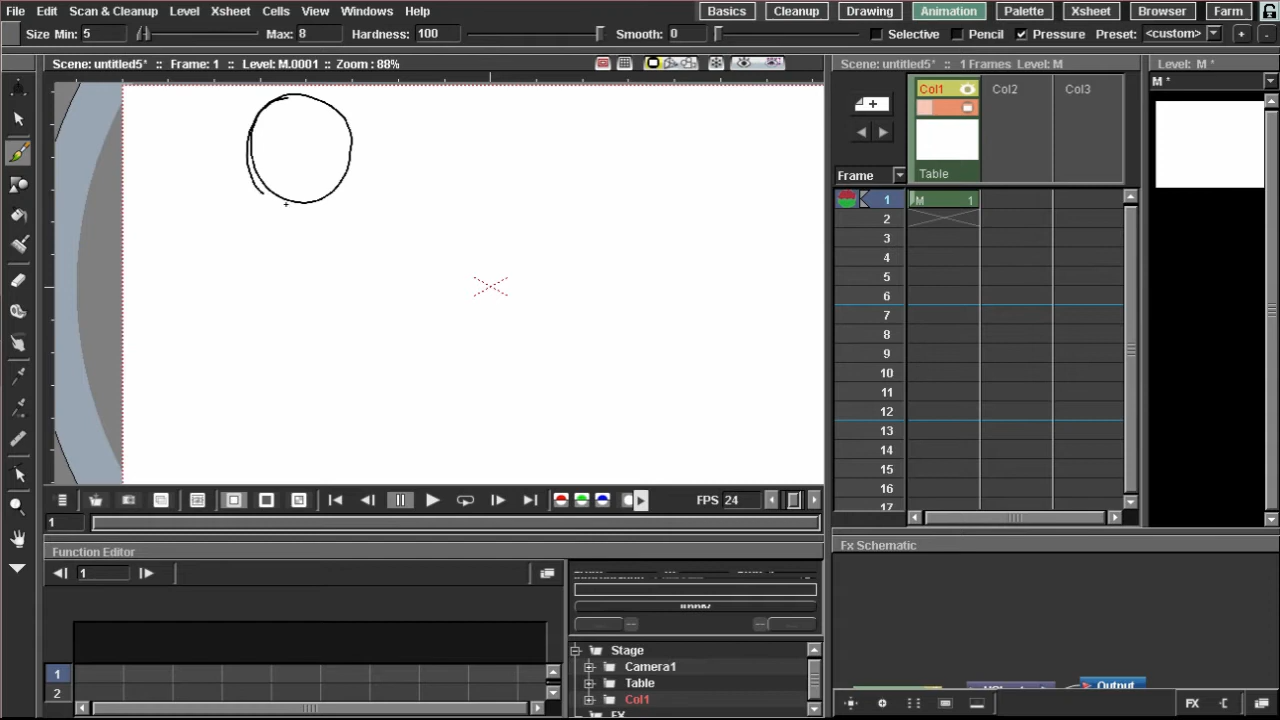 File Edit Scan & Cleanup Level Xsheet Cells View Windows Help Basics Cleanup Drawing Animation Palette Xsheet Browser Farm
Size Min: 5 Max: 8 Hardness: 100 Smooth: 0 Selective Pencil Pressure Preset: <custom> + -
Scene: untitled5* :: Frame: 1 :: Level: M.0001 :: Zoom : 88%
Scene: untitled5* :: 1 Frames Level: M
Level: M *
M *
Col1 Col2 Col3
Frame Table
1 M 1
2
3
4
5
6
7
8
9
10
11
12
13
14
15
16
17
FPS 24
1
Function Editor
1
1
2
Stage
Camera1
Table
Col1
FX
Fx Schematic
Output
FX